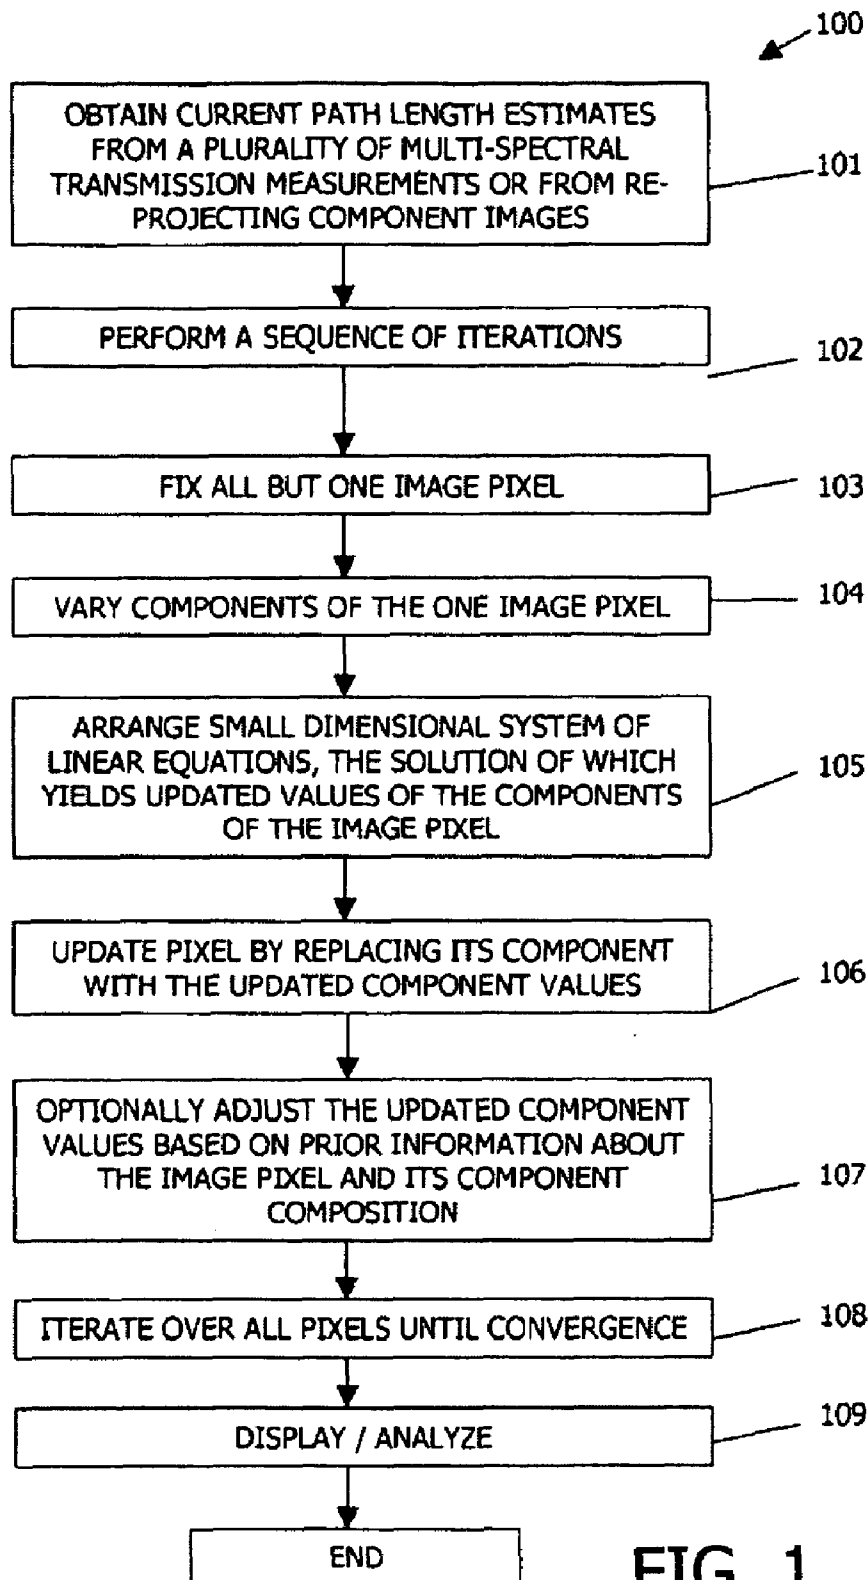 100
OBTAIN CURRENT PATH LENGTH ESTIMATES
FROM A PLURALITY OF MULTI-SPECTRAL
TRANSMISSION MEASUREMENTS OR FROM RE-
PROJECTING COMPONENT IMAGES
101
PERFORM A SEQUENCE OF ITERATIONS
102
FIX ALL BUT ONE IMAGE PIXEL
103
VARY COMPONENTS OF THE ONE IMAGE PIXEL
104
ARRANGE SMALL DIMENSIONAL SYSTEM OF
LINEAR EQUATIONS, THE SOLUTION OF WHICH
YIELDS UPDATED VALUES OF THE COMPONENTS
OF THE IMAGE PIXEL
105
UPDATE PIXEL BY REPLACING ITS COMPONENT
WITH THE UPDATED COMPONENT VALUES
106
OPTIONALLY ADJUST THE UPDATED COMPONENT
VALUES BASED ON PRIOR INFORMATION ABOUT
THE IMAGE PIXEL AND ITS COMPONENT
COMPOSITION
107
ITERATE OVER ALL PIXELS UNTIL CONVERGENCE
108
DISPLAY / ANALYZE
109
END
FIG. 1